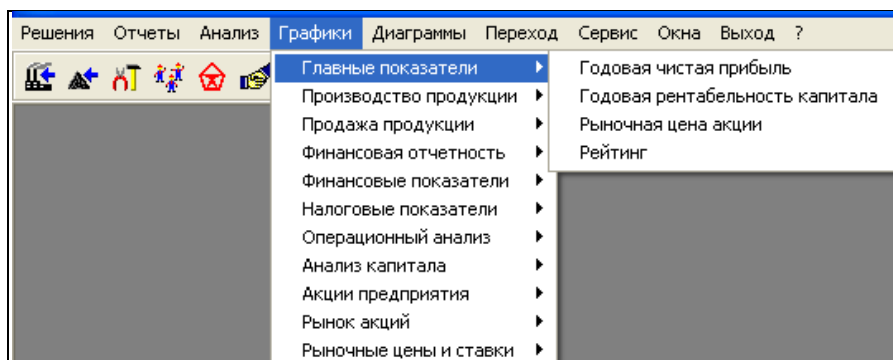 Решения Отчеты Анализ Графики Диаграммы Переход Сервис Окна Выход ?
Главные показатели
Производство продукции
Продажа продукции
Финансовая отчетность
Финансовые показатели
Налоговые показатели
Операционный анализ
Анализ капитала
Акции предприятия
Рынок акций
Рыночные цены и ставки
Годовая чистая прибыль
Годовая рентабельность капитала
Рыночная цена акции
Рейтинг